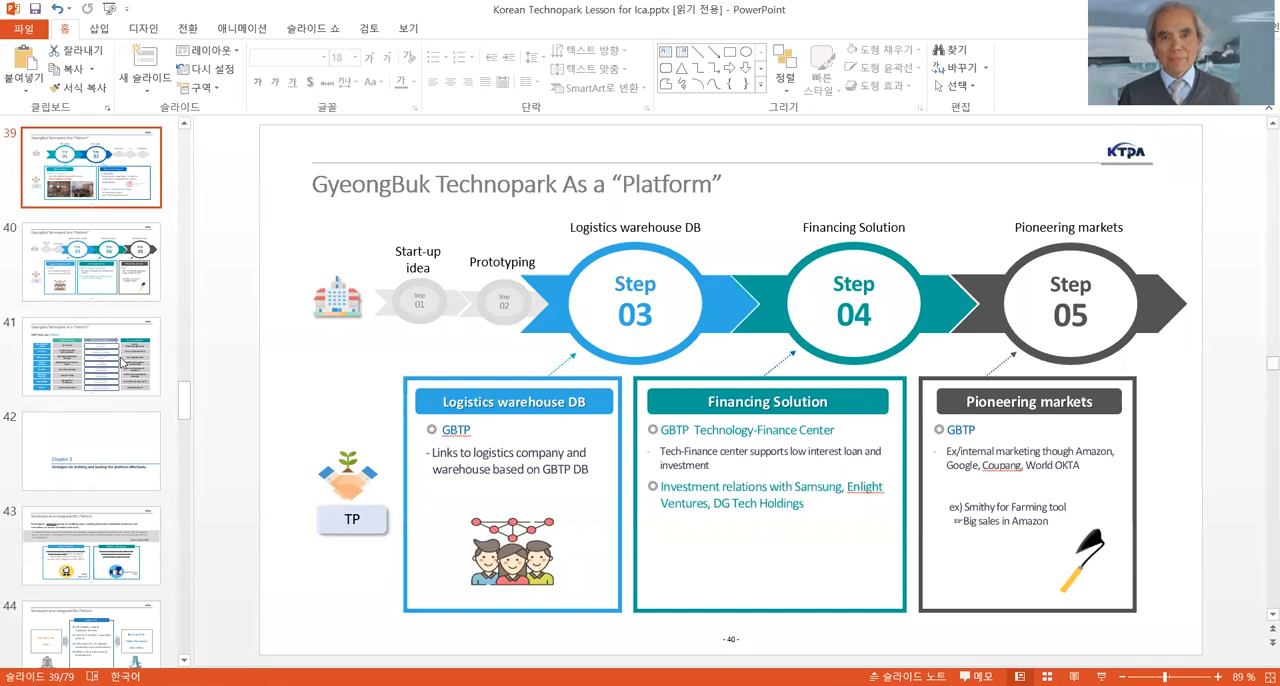 Korean Technopark Lesson for Ica.pptx [읽기 전용] - PowerPoint
파일
홈
삽입
디자인
전환
애니메이션
슬라이드 쇼
검토
보기
붙여넣기
잘라내기
복사
서식 복사
클립보드
새 슬라이드
레이아웃
다시 설정
구역
슬라이드
18
가 가 가 S 가나 Aa 가
글꼴
텍스트 방향
텍스트 맞춤
SmartArt로 변환
단락
정렬
빠른 스타일
도형 채우기
도형 윤곽선
도형 효과
그리기
찾기
바꾸기
선택
편집
39
40
41
42
43
44
KTPA
GyeongBuk Technopark As a “Platform”
Start-up idea
Prototyping
Logistics warehouse DB
Financing Solution
Pioneering markets
Step 01
Step 02
Step 03
Step 04
Step 05
TP
Logistics warehouse DB
GBTP
- Links to logistics company and
warehouse based on GBTP DB
Financing Solution
GBTP Technology-Finance Center
- Tech-Finance center supports low interest loan and
investment
Investment relations with Samsung, Enlight
Ventures, DG Tech Holdings
Pioneering markets
GBTP
- Ex/internal marketing though Amazon,
Google, Coupang, World OKTA
ex) Smithy for Farming tool
☞Big sales in Amazon
- 40 -
슬라이드 39/79
한국어
슬라이드 노트
메모
89 %